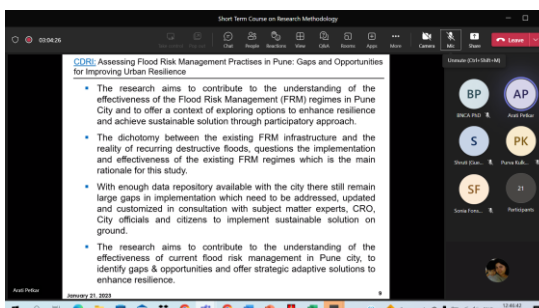 Short Term Course on Research Methodology
03:04:26
Chat
People
Reactions
View
Q&A
Rooms
Apps
More
Camera
Mic
Share
Leave
Unmute (Ctrl+Shift+M)
CDRI: Assessing Flood Risk Management Practises in Pune: Gaps and Opportunities
for Improving Urban Resilience
• The research aims to contribute to the understanding of the
effectiveness of the Flood Risk Management (FRM) regimes in Pune
City and to offer a context of exploring options to enhance resilience
and achieve sustainable solution through participatory approach.
• The dichotomy between the existing FRM infrastructure and the
reality of recurring destructive floods, questions the implementation
and effectiveness of the existing FRM regimes which is the main
rationale for this study.
• With enough data repository available with the city there still remain
large gaps in implementation which need to be addressed, updated
and customized in consultation with subject matter experts, CRO,
City officials and citizens to implement sustainable solution on
ground.
• The research aims to contribute to the understanding of the
effectiveness of current flood risk management in Pune city, to
identify gaps & opportunities and offer strategic adaptive solutions to
enhance resilience.
January 21, 2023
9
Arati Petkar
BP
BNCA PhD
AP
Arati Petkar
S
PK
Purva Kulk...
SF
Sonia Fons...
21
Participants